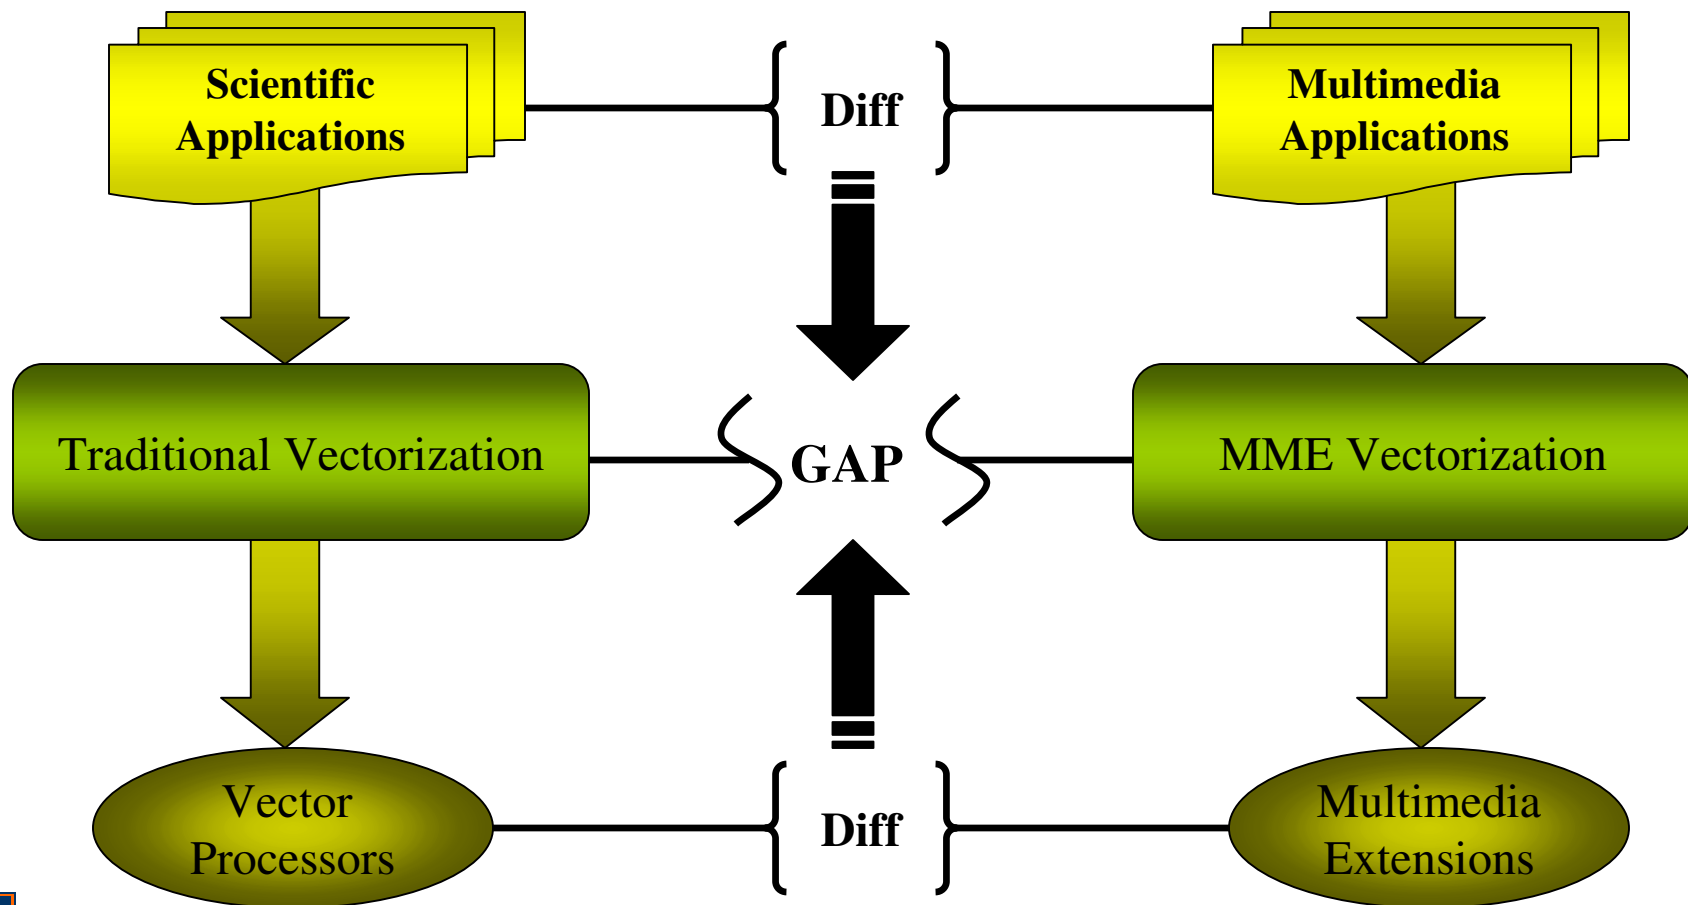 Scientific
Applications
Diff
Multimedia
Applications
Traditional Vectorization
GAP
MME Vectorization
Vector
Processors
Diff
Multimedia
Extensions